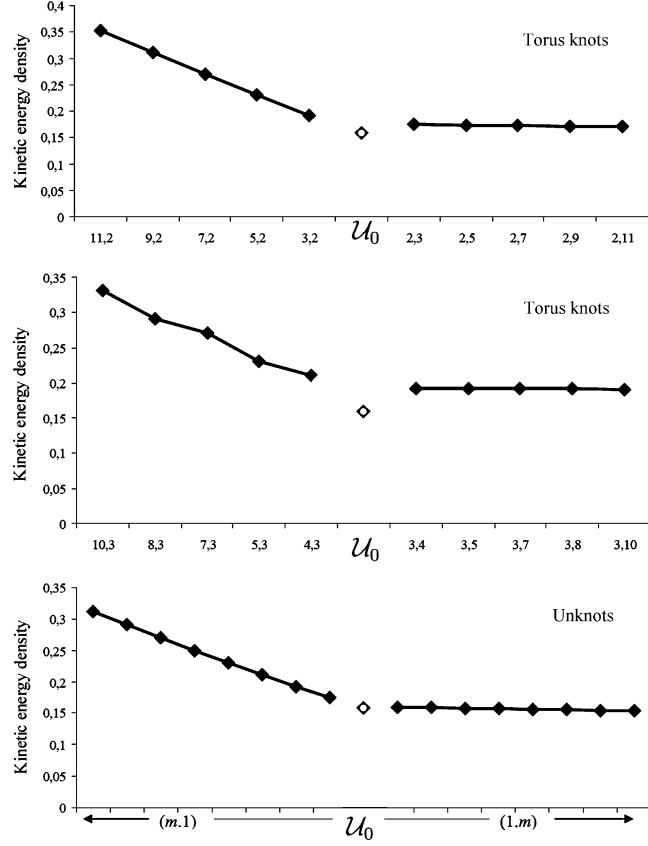 Kinetic energy density
0,4
0,35
0,3
0,25
0,2
0,15
0,1
0,05
0
Torus knots
11,2 9,2 7,2 5,2 3,2 𝒰₀ 2,3 2,5 2,7 2,9 2,11
Kinetic energy density
0,35
0,3
0,25
0,2
0,15
0,1
0,05
0
Torus knots
10,3 8,3 7,3 5,3 4,3 𝒰₀ 3,4 3,5 3,7 3,8 3,10
Kinetic energy density
0,35
0,3
0,25
0,2
0,15
0,1
0,05
0
Unknots
(m,1) 𝒰₀ (1,m)